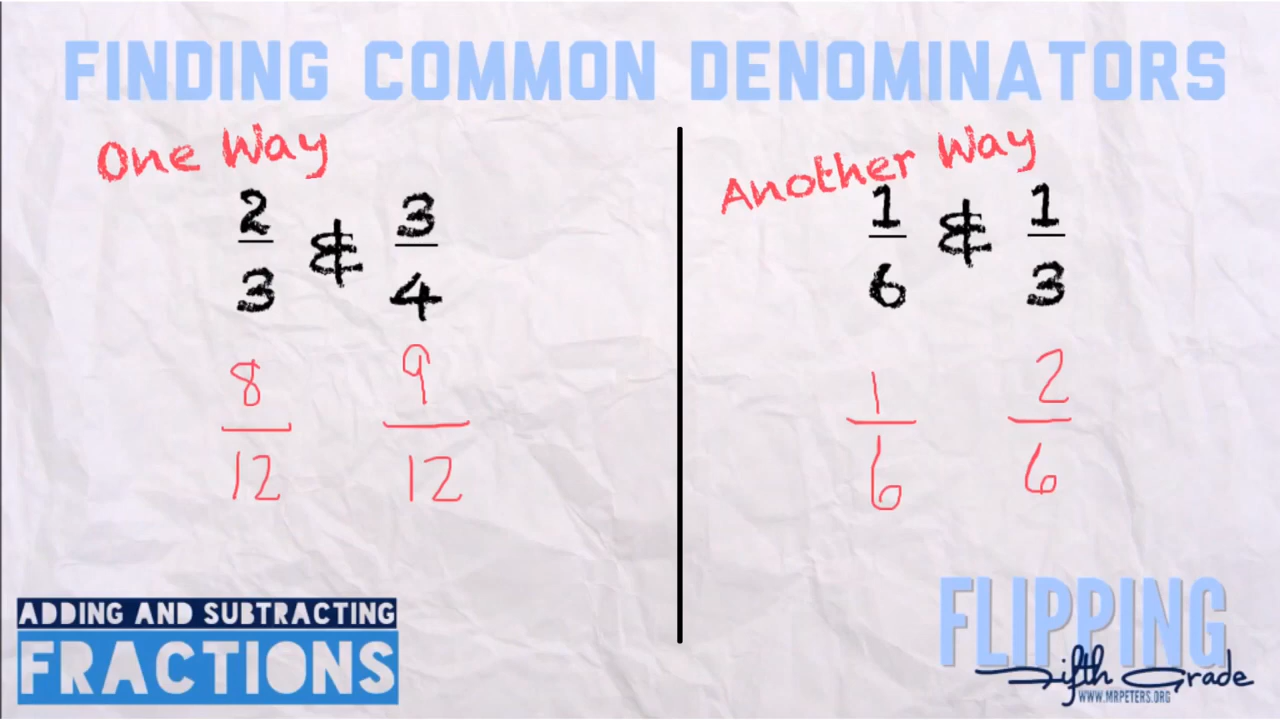 FINDING COMMON DENOMINATORS
One Way
2 & 3
3 4
8 9
12 12
Another Way
1 & 1
6 3
1 2
6 6
ADDING AND SUBTRACTING
FRACTIONS
FLIPPING
Fifth Grade
WWW.MRPETERS.ORG